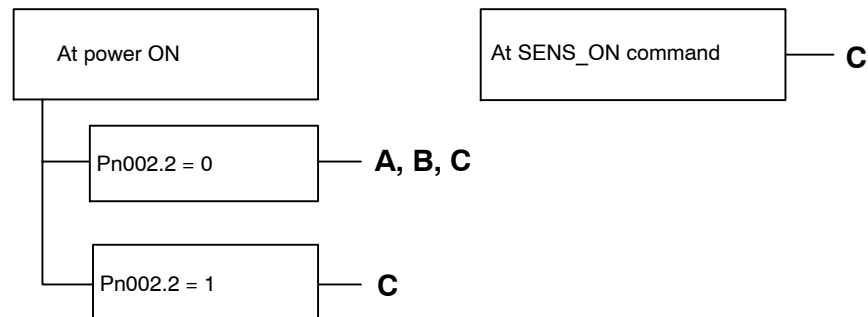 At power ON
At SENS_ON command
C
Pn002.2 = 0
A, B, C
Pn002.2 = 1
C